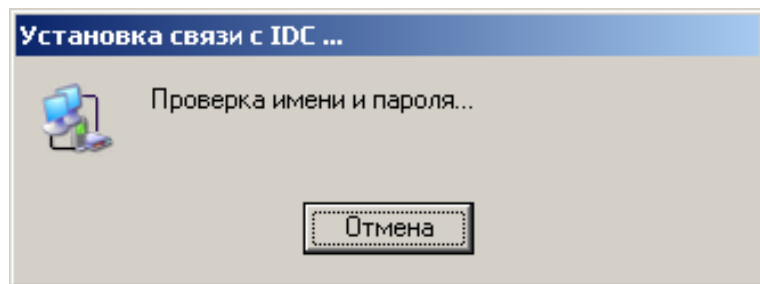 Установка связи с IDC ...
Проверка имени и пароля...
Отмена